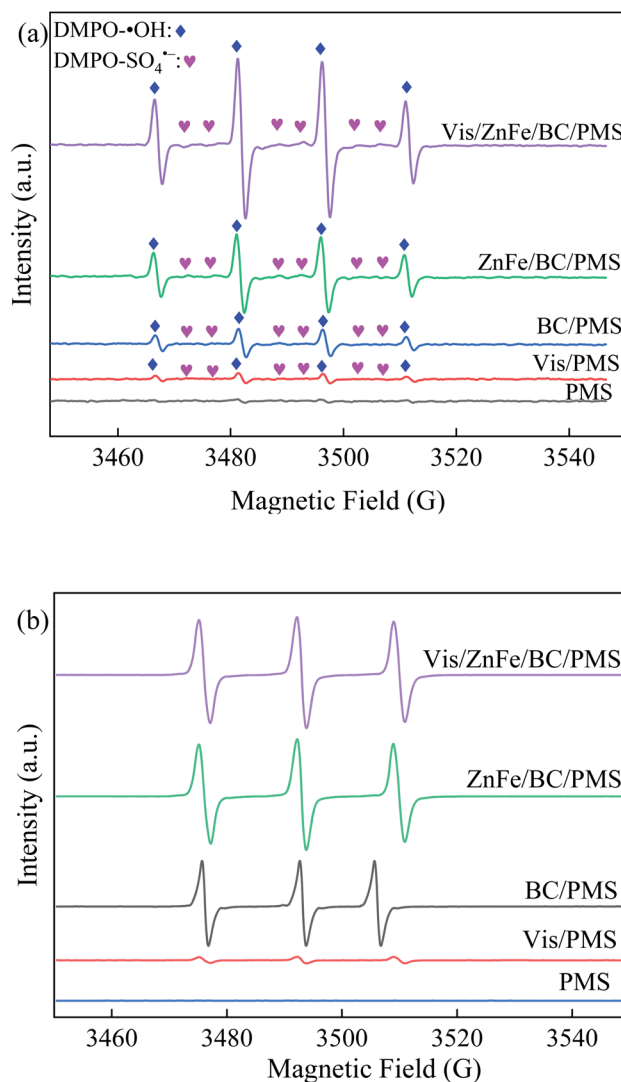 (a)
DMPO-•OH:♦
DMPO-SO₄•⁻:♥
Vis/ZnFe/BC/PMS
ZnFe/BC/PMS
BC/PMS
Vis/PMS
PMS
Intensity (a.u.)
3460 3480 3500 3520 3540
Magnetic Field (G)
(b)
Vis/ZnFe/BC/PMS
ZnFe/BC/PMS
BC/PMS
Vis/PMS
PMS
Intensity (a.u.)
3460 3480 3500 3520 3540
Magnetic Field (G)